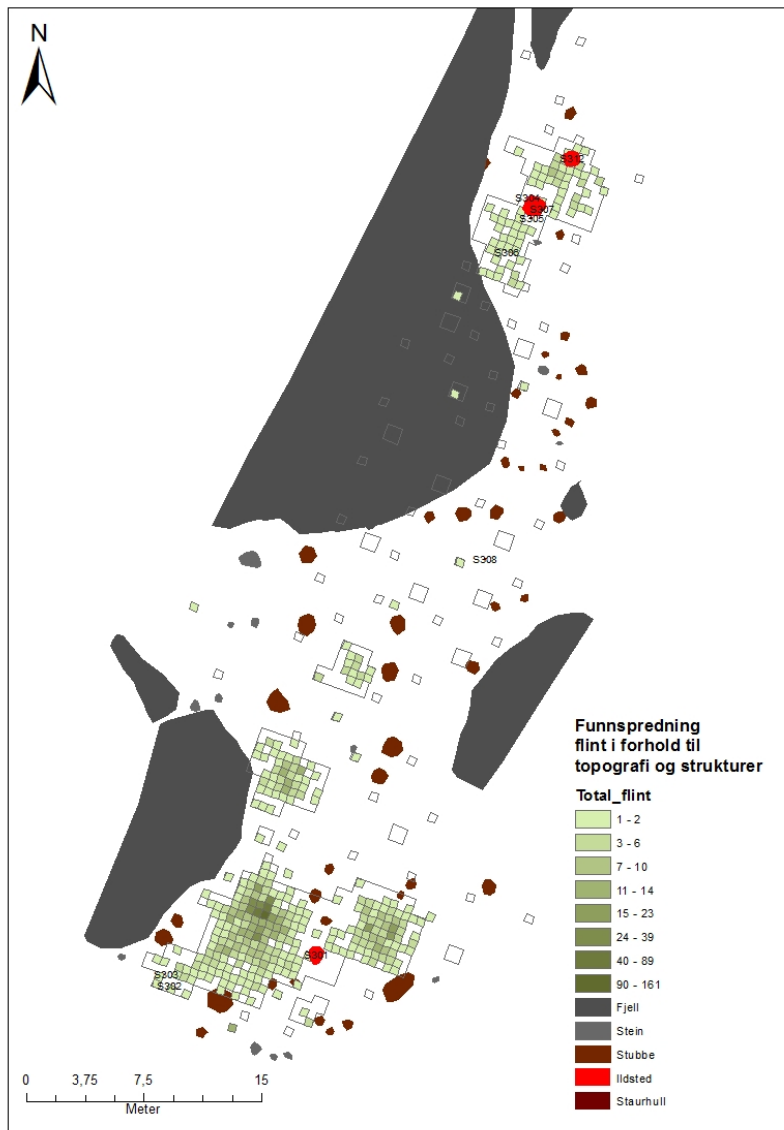 N
S312
S304
S307
S305
S306
S308
Funnspredning
flint i forhold til
topografi og strukturer
Total_flint
1 - 2
3 - 6
7 - 10
11 - 14
15 - 23
24 - 39
40 - 89
90 - 161
Fjell
Stein
Stubbe
Ildsted
Staurhull
S301
S303
S302
0 3,75 7,5 15
Meter